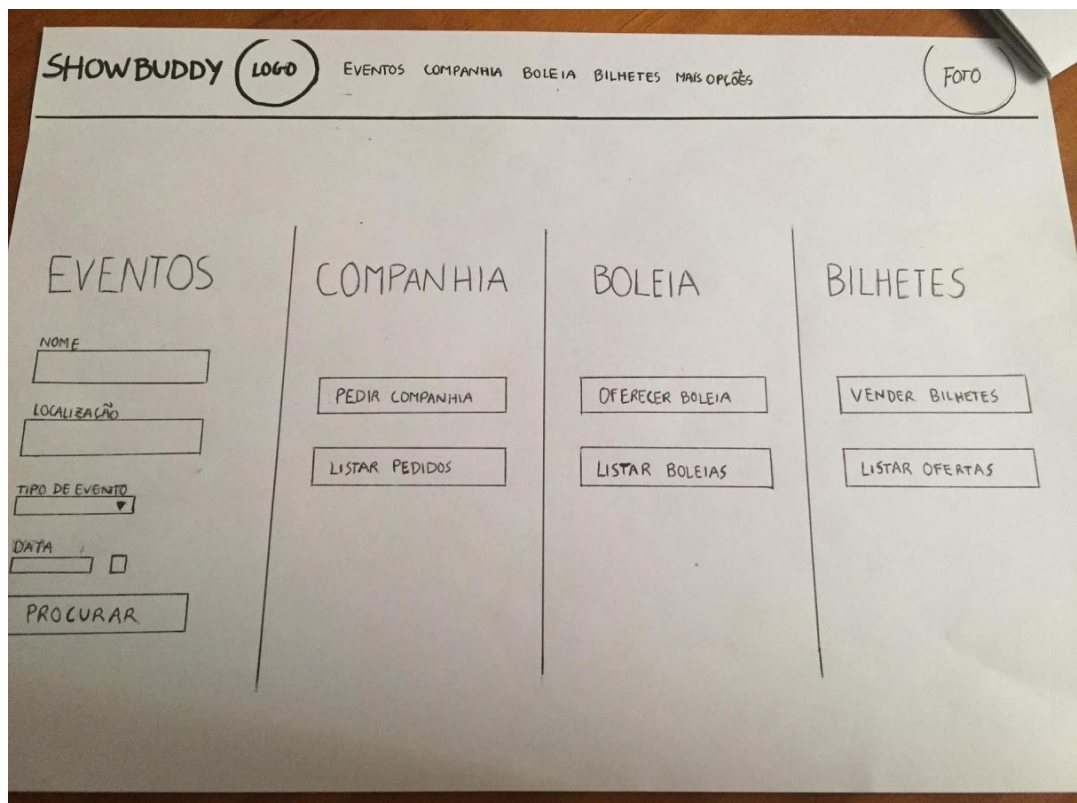 SHOWBUDDY LOGO EVENTOS COMPANHIA BOLEIA BILHETES MAIS OPÇÕES FOTO
EVENTOS
NOME
LOCALIZAÇÃO
TIPO DE EVENTO
DATA
PROCURAR
COMPANHIA
PEDIR COMPANHIA
LISTAR PEDIDOS
BOLEIA
OFERECER BOLEIA
LISTAR BOLEIAS
BILHETES
VENDER BILHETES
LISTAR OFERTAS